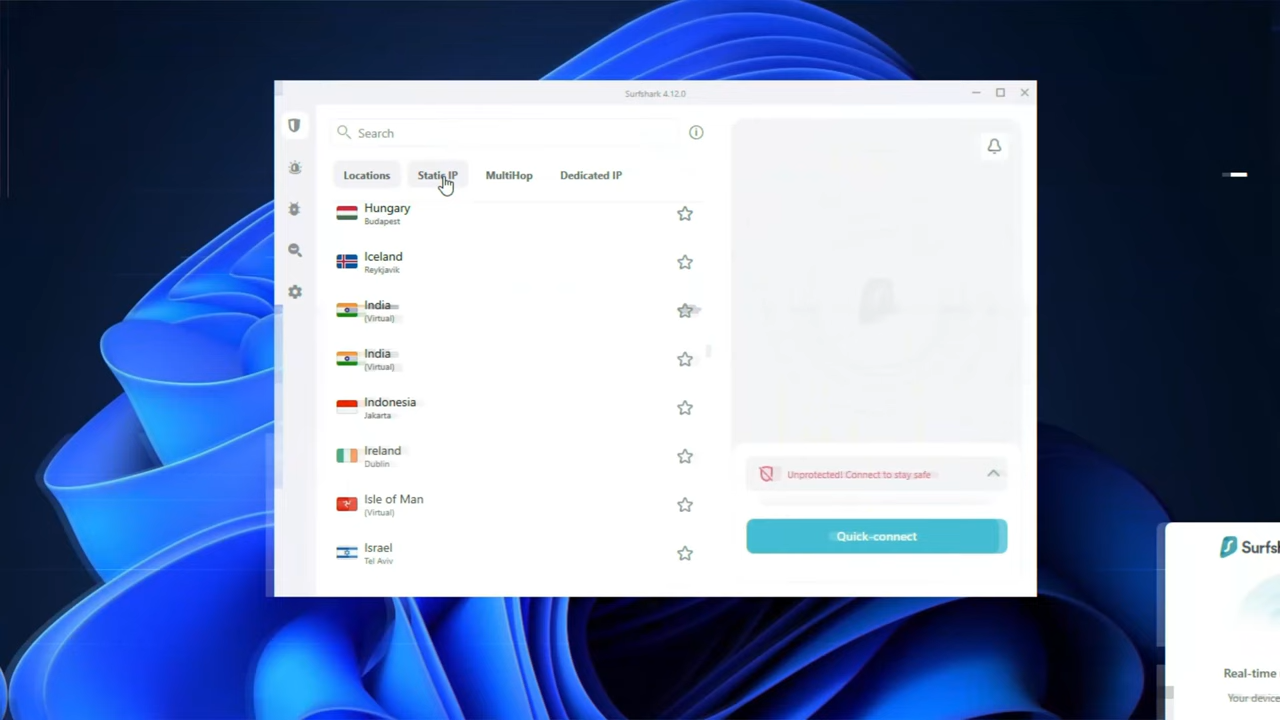 Surfshark 4.12.0
Search
Locations
Static IP
MultiHop
Dedicated IP
Hungary
Budapest
Iceland
Reykjavik
India
(Virtual)
India
(Virtual)
Indonesia
Jakarta
Ireland
Dublin
Isle of Man
(Virtual)
Israel
Tel Aviv
Unprotected! Connect to stay safe
Quick-connect
Surfsh
Real-time
Your device